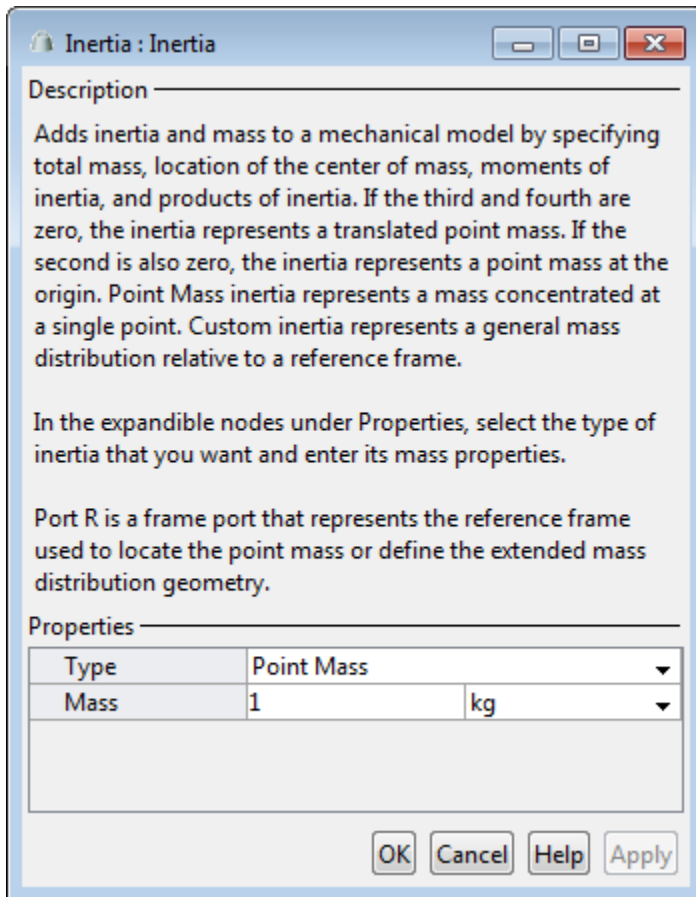 Inertia : Inertia
Description
Adds inertia and mass to a mechanical model by specifying
total mass, location of the center of mass, moments of
inertia, and products of inertia. If the third and fourth are
zero, the inertia represents a translated point mass. If the
second is also zero, the inertia represents a point mass at the
origin. Point Mass inertia represents a mass concentrated at
a single point. Custom inertia represents a general mass
distribution relative to a reference frame.
In the expandible nodes under Properties, select the type of
inertia that you want and enter its mass properties.
Port R is a frame port that represents the reference frame
used to locate the point mass or define the extended mass
distribution geometry.
Properties
Type Point Mass
Mass 1 kg
OK Cancel Help Apply